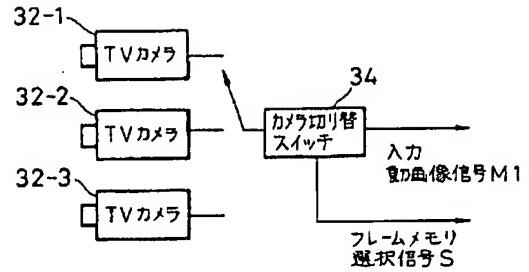 32-1
TVカメラ
32-2
TVカメラ
32-3
TVカメラ
34
カメラ切り替
スイッチ
入力
動画像信号M1
フレームメモリ
選択信号S